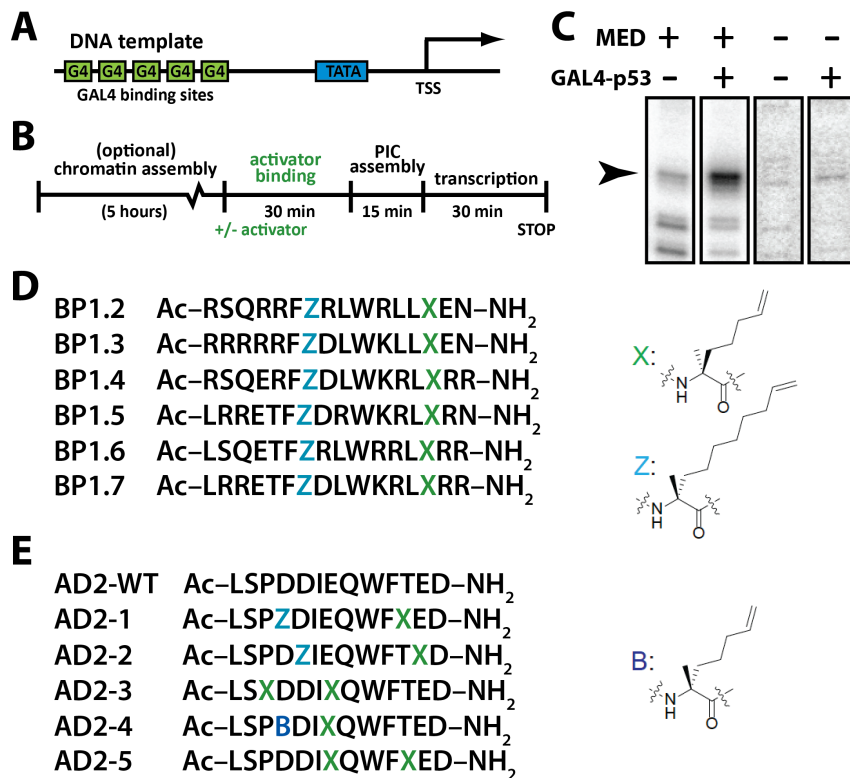 A
DNA template
G4 G4 G4 G4 G4 TATA
GAL4 binding sites
TSS
B
(optional)
chromatin assembly
activator
binding
PIC
assembly
transcription
(5 hours) 30 min 15 min 30 min
+/- activator
STOP
C
MED + + - -
GAL4-p53 - + - +
D
BP1.2 Ac–RSQRRFZRLWRLLXEN–NH2
BP1.3 Ac–RRRRRFZDLWKLLXEN–NH2
BP1.4 Ac–RSQERFZDLWKRLXRR–NH2
BP1.5 Ac–LRRETFZDRWKRLXRN–NH2
BP1.6 Ac–LSQETFZRLWRRLXRR–NH2
BP1.7 Ac–LRRETFZDLWKRLXRR–NH2
X:
N
H
O
Z:
N
H
O
E
AD2-WT Ac–LSPDDIEQWFTED–NH2
AD2-1 Ac–LSPZDIEQWFXED–NH2
AD2-2 Ac–LSPDZIEQWFTXD–NH2
AD2-3 Ac–LSXDDIXQWFTED–NH2
AD2-4 Ac–LSPBDIXQWFTED–NH2
AD2-5 Ac–LSPDDIXQWFXED–NH2
B:
N
H
O